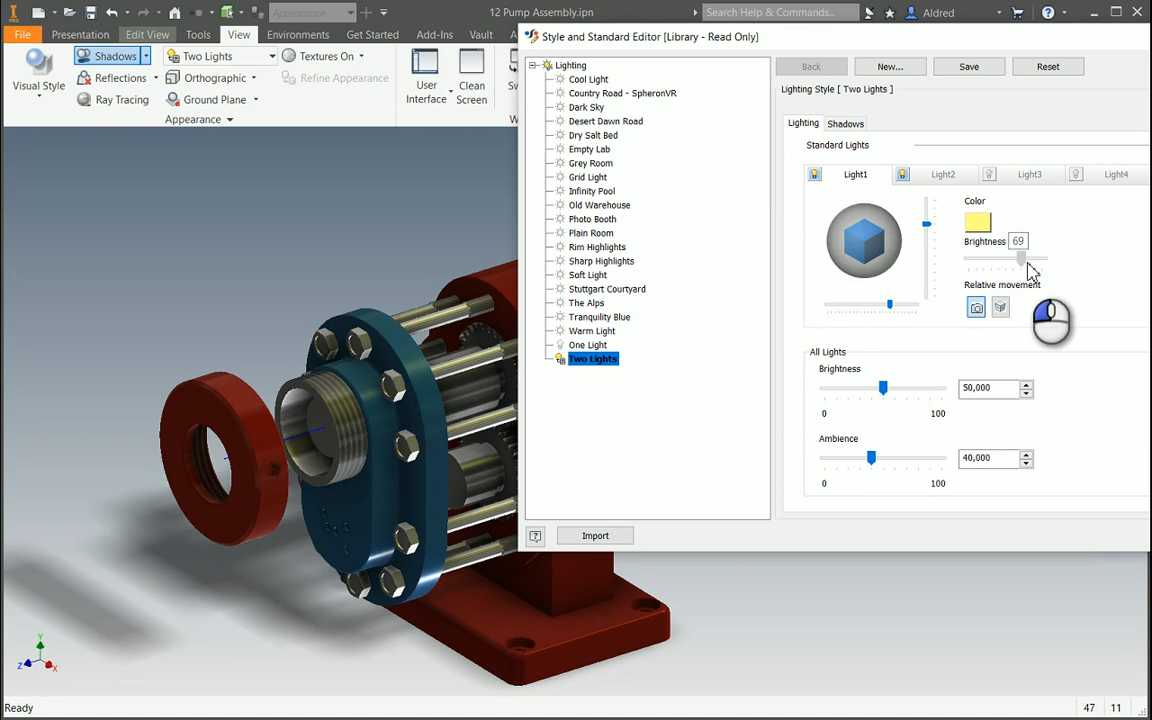 12 Pump Assembly.ipn
Search Help & Commands...
Aldred
PRO
Appearance
File
Presentation
Edit View
Tools
View
Environments
Get Started
Add-Ins
Vault
Style and Standard Editor [Library - Read Only]
Visual Style
Shadows
Reflections
Ray Tracing
Two Lights
Orthographic
Ground Plane
Textures On
Refine Appearance
Appearance
User
Interface
Clean
Screen
W
Lighting
Cool Light
Country Road - SpheronVR
Dark Sky
Desert Dawn Road
Dry Salt Bed
Empty Lab
Grey Room
Grid Light
Infinity Pool
Old Warehouse
Photo Booth
Plain Room
Rim Highlights
Sharp Highlights
Soft Light
Stuttgart Courtyard
The Alps
Tranquility Blue
Warm Light
One Light
Two Lights
Import
Back
New...
Save
Reset
Lighting Style [ Two Lights ]
Lighting
Shadows
Standard Lights
Light1
Light2
Light3
Light4
Color
Brightness
69
Relative movement
All Lights
Brightness
50,000
0
100
Ambience
40,000
0
100
Y
Z
X
Ready
47
11